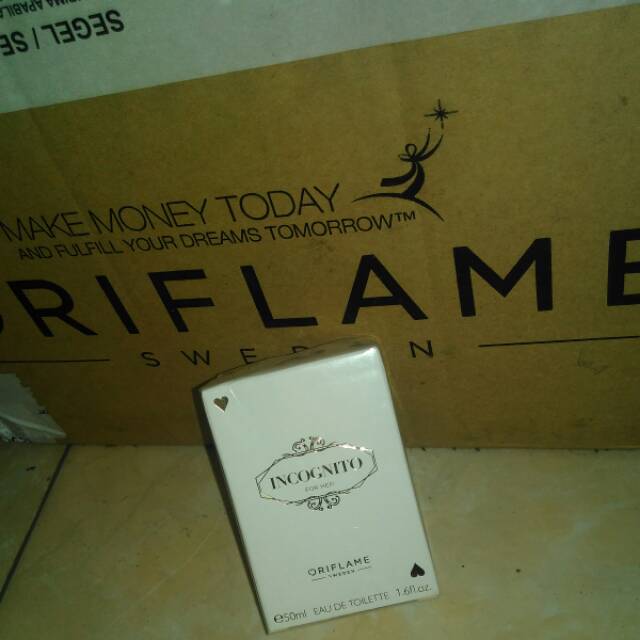 SEGEL / SE
MAKE MONEY TODAY
AND FULFILL YOUR DREAMS TOMORROW™
ORIFLAME
SWEDEN
INCOGNITO
FOR HER
ORIFLAME
SWEDEN
℮50ml EAU DE TOILETTE 1.6fl.oz.